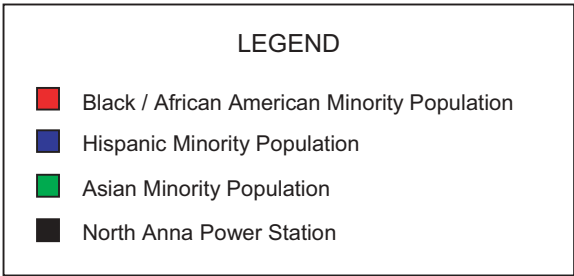 LEGEND
Black / African American Minority Population
Hispanic Minority Population
Asian Minority Population
North Anna Power Station